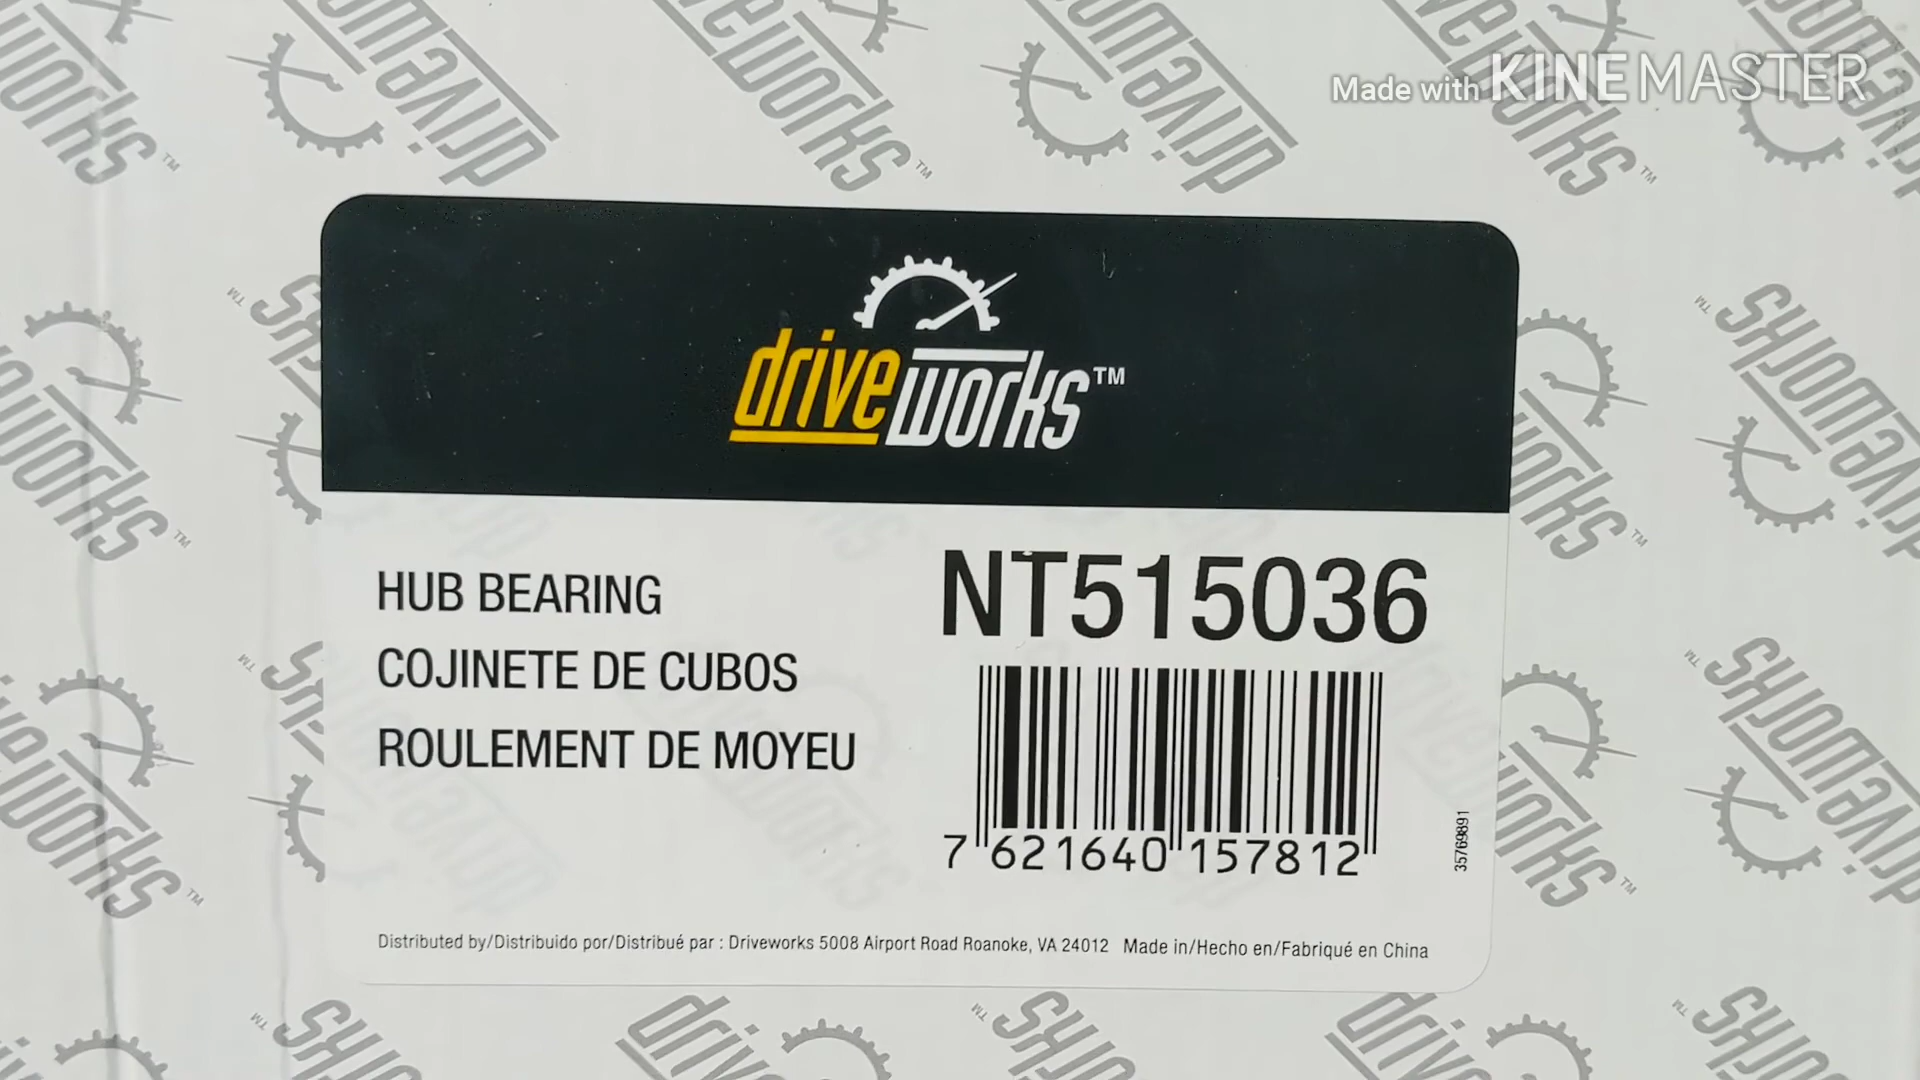 Made with KINEMASTER
driveworks™
HUB BEARING
COJINETE DE CUBOS
ROULEMENT DE MOYEU
NT515036
7 621640 157812
35769891
Distributed by/Distribuido por/Distribué par : Driveworks 5008 Airport Road Roanoke, VA 24012 Made in/Hecho en/Fabriqué en China